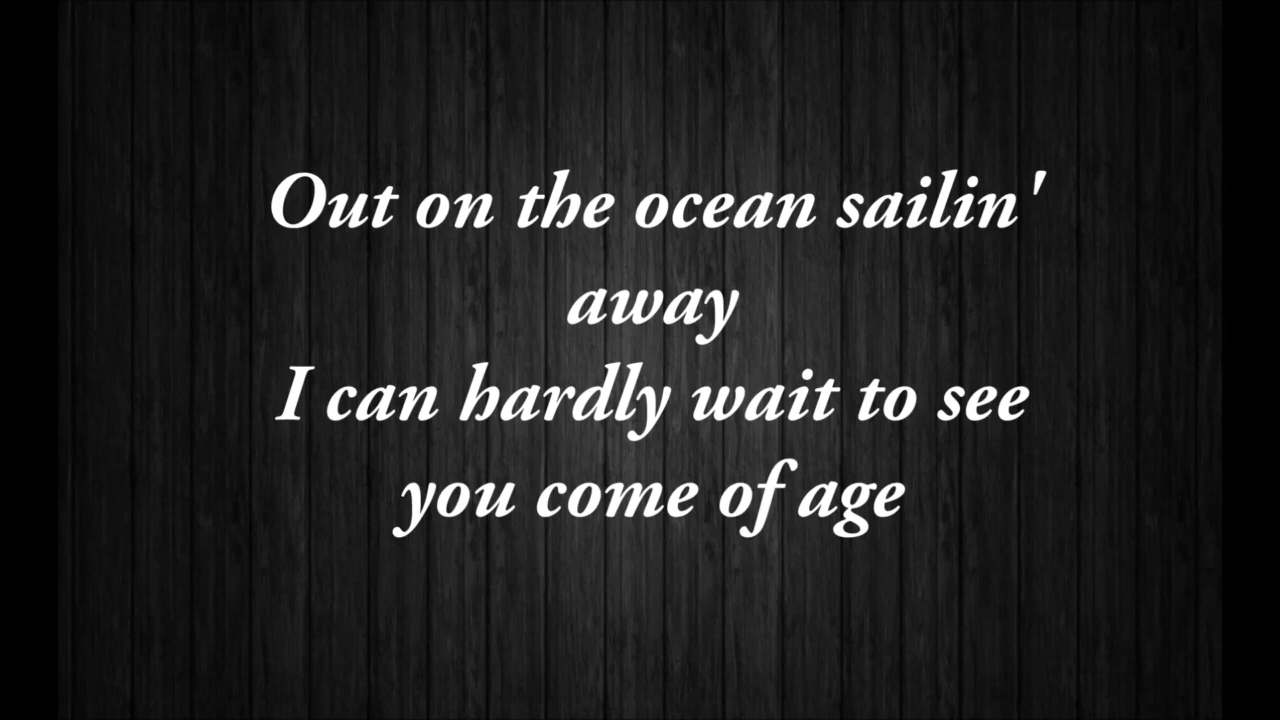 Out on the ocean sailin'
away
I can hardly wait to see
you come of age